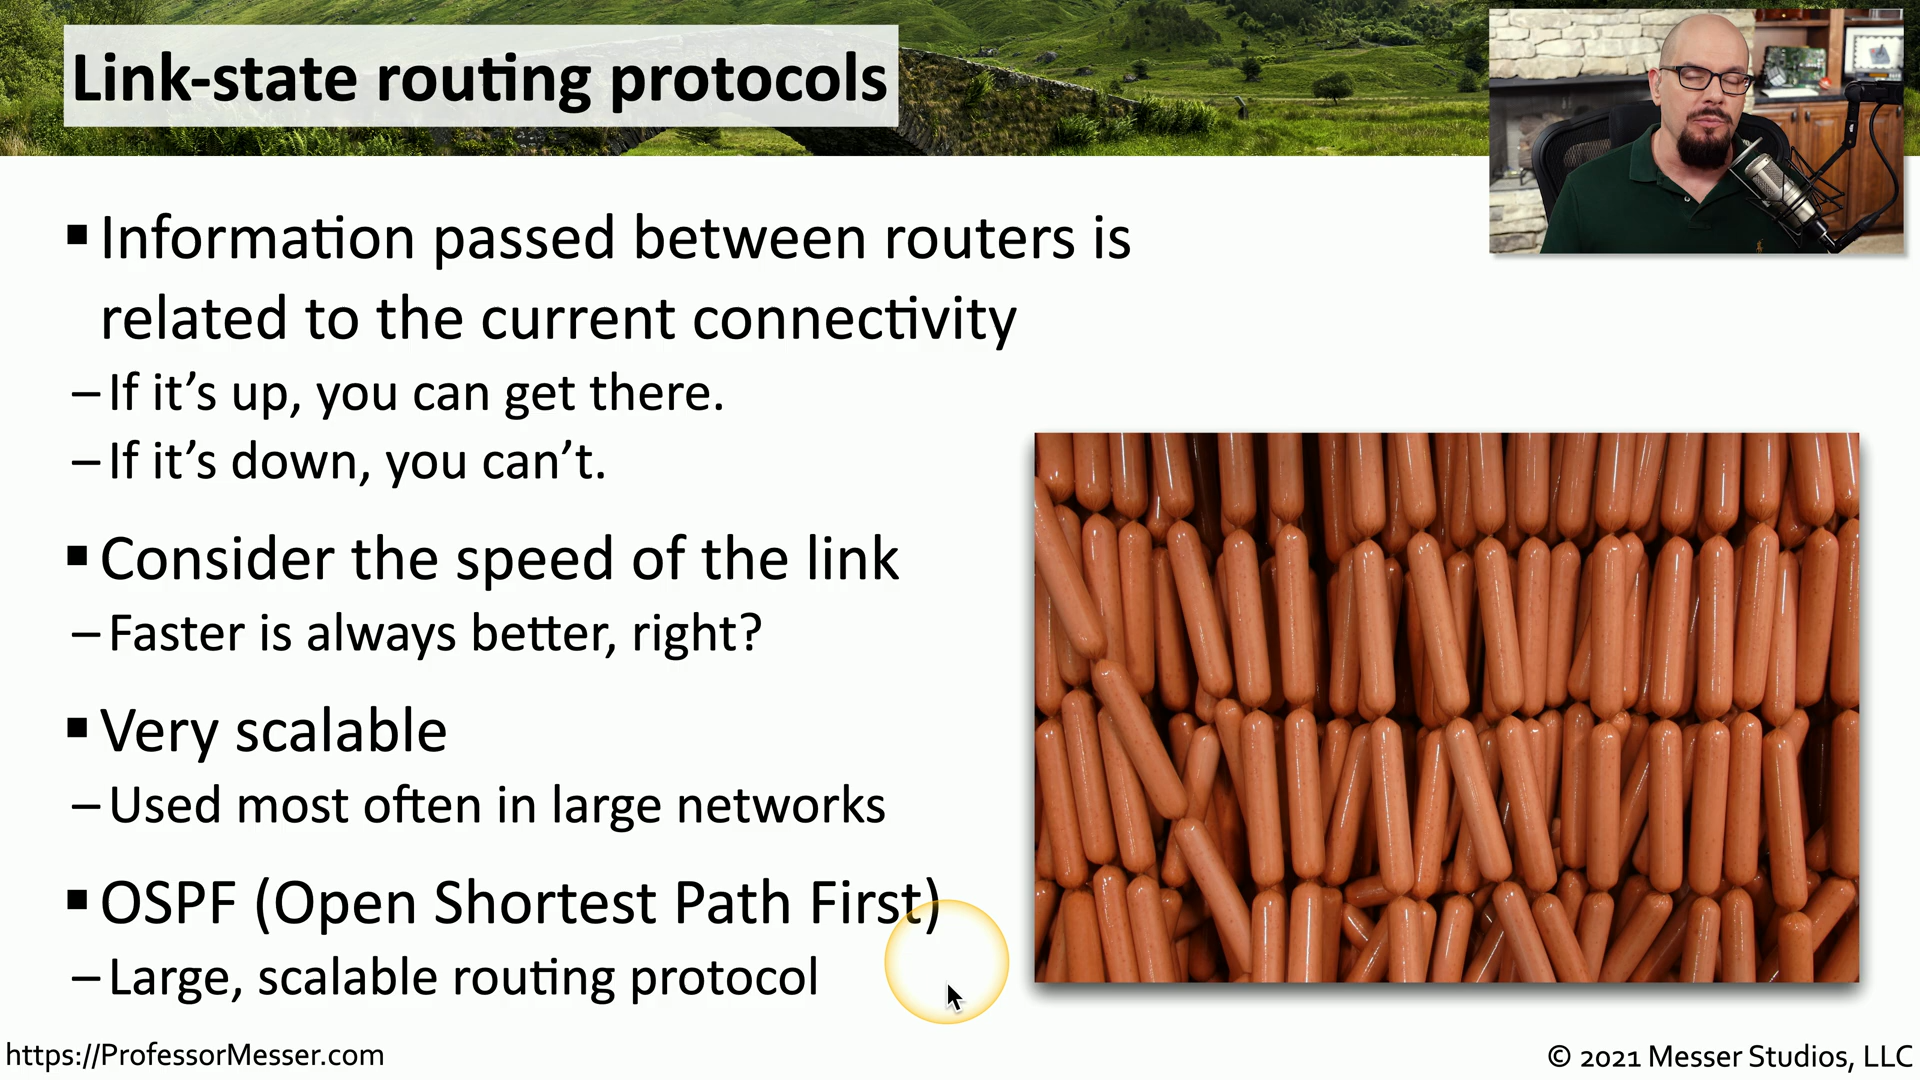 Link-state routing protocols
▪ Information passed between routers is
related to the current connectivity
– If it’s up, you can get there.
– If it’s down, you can’t.
▪ Consider the speed of the link
– Faster is always better, right?
▪ Very scalable
– Used most often in large networks
▪ OSPF (Open Shortest Path First)
– Large, scalable routing protocol
https://ProfessorMesser.com
© 2021 Messer Studios, LLC